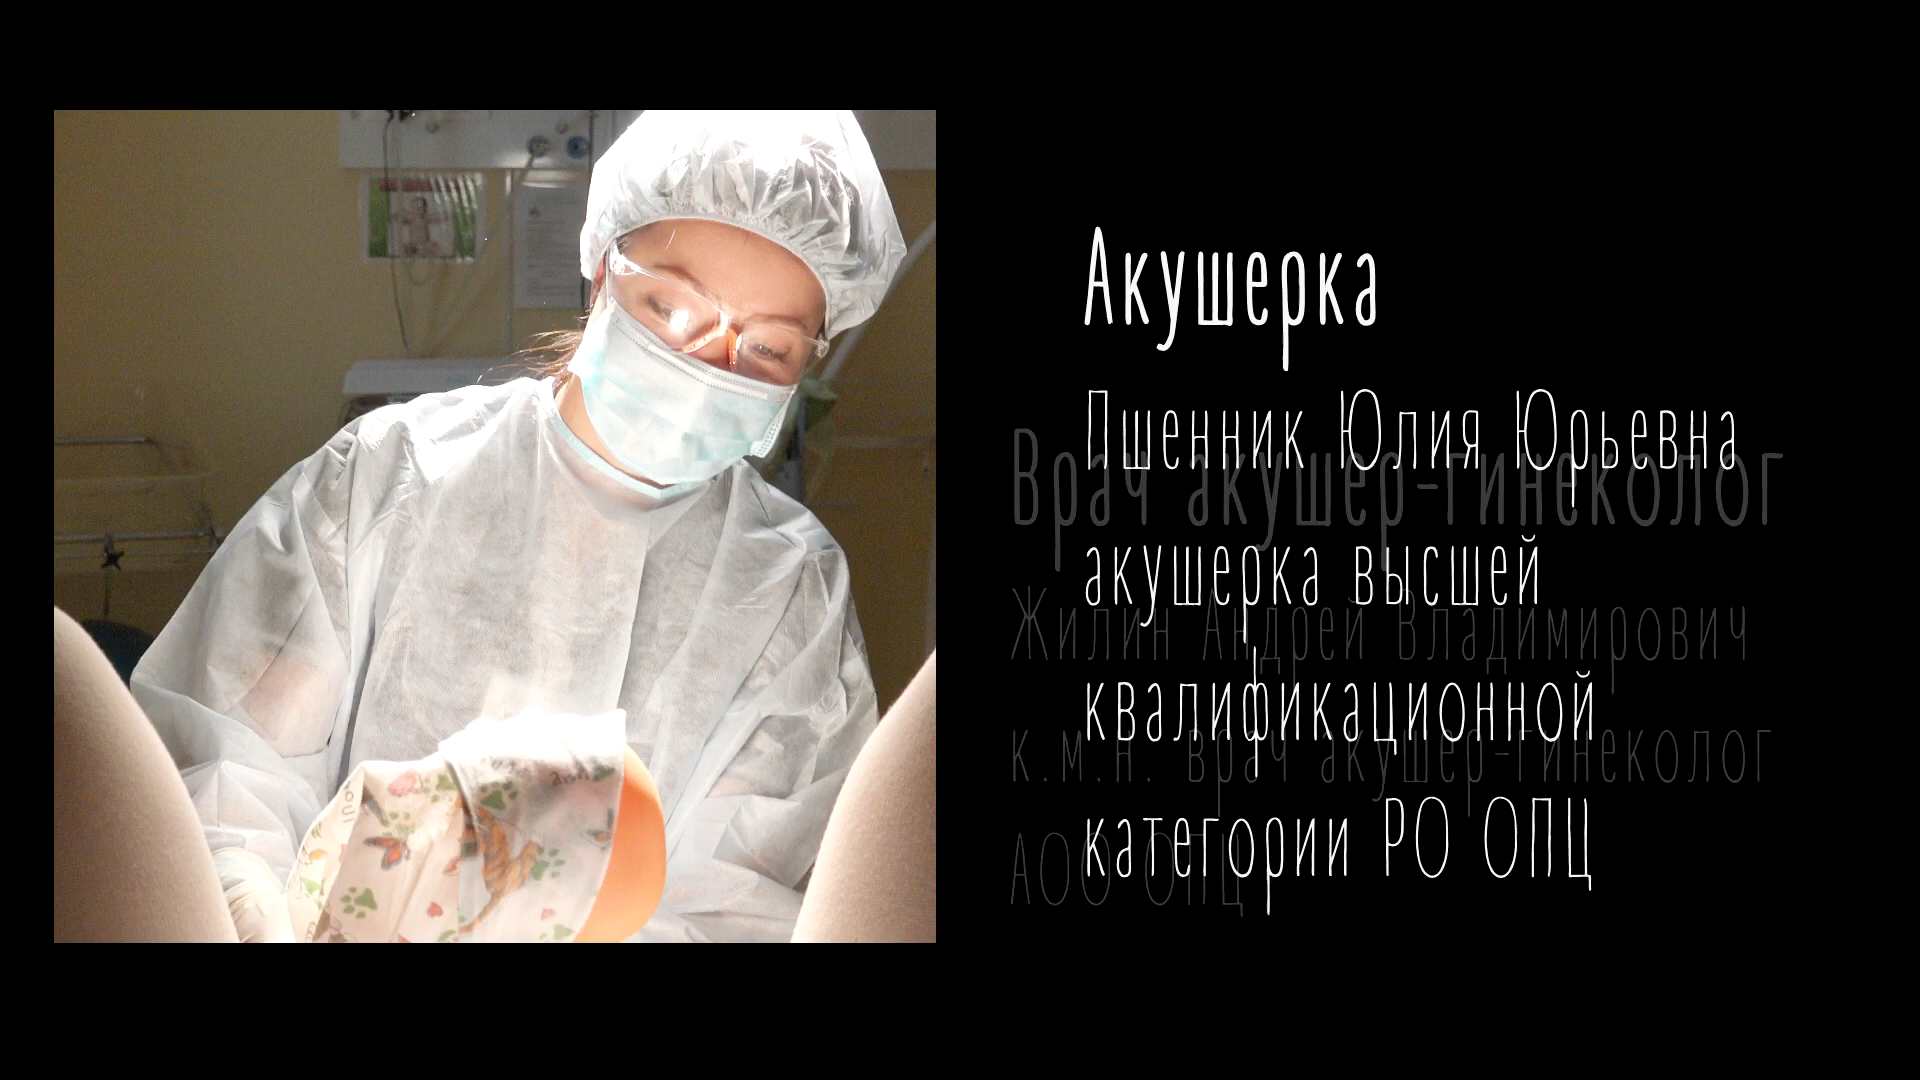 Акушерка
Пшенник Юлия Юрьевна
акушерка высшей
квалификационной
категории РО ОПЦ
Врач акушер-гинеколог
Жилин Андрей Владимирович
к.м.н. врач акушер-гинеколог
АОО ОПЦ